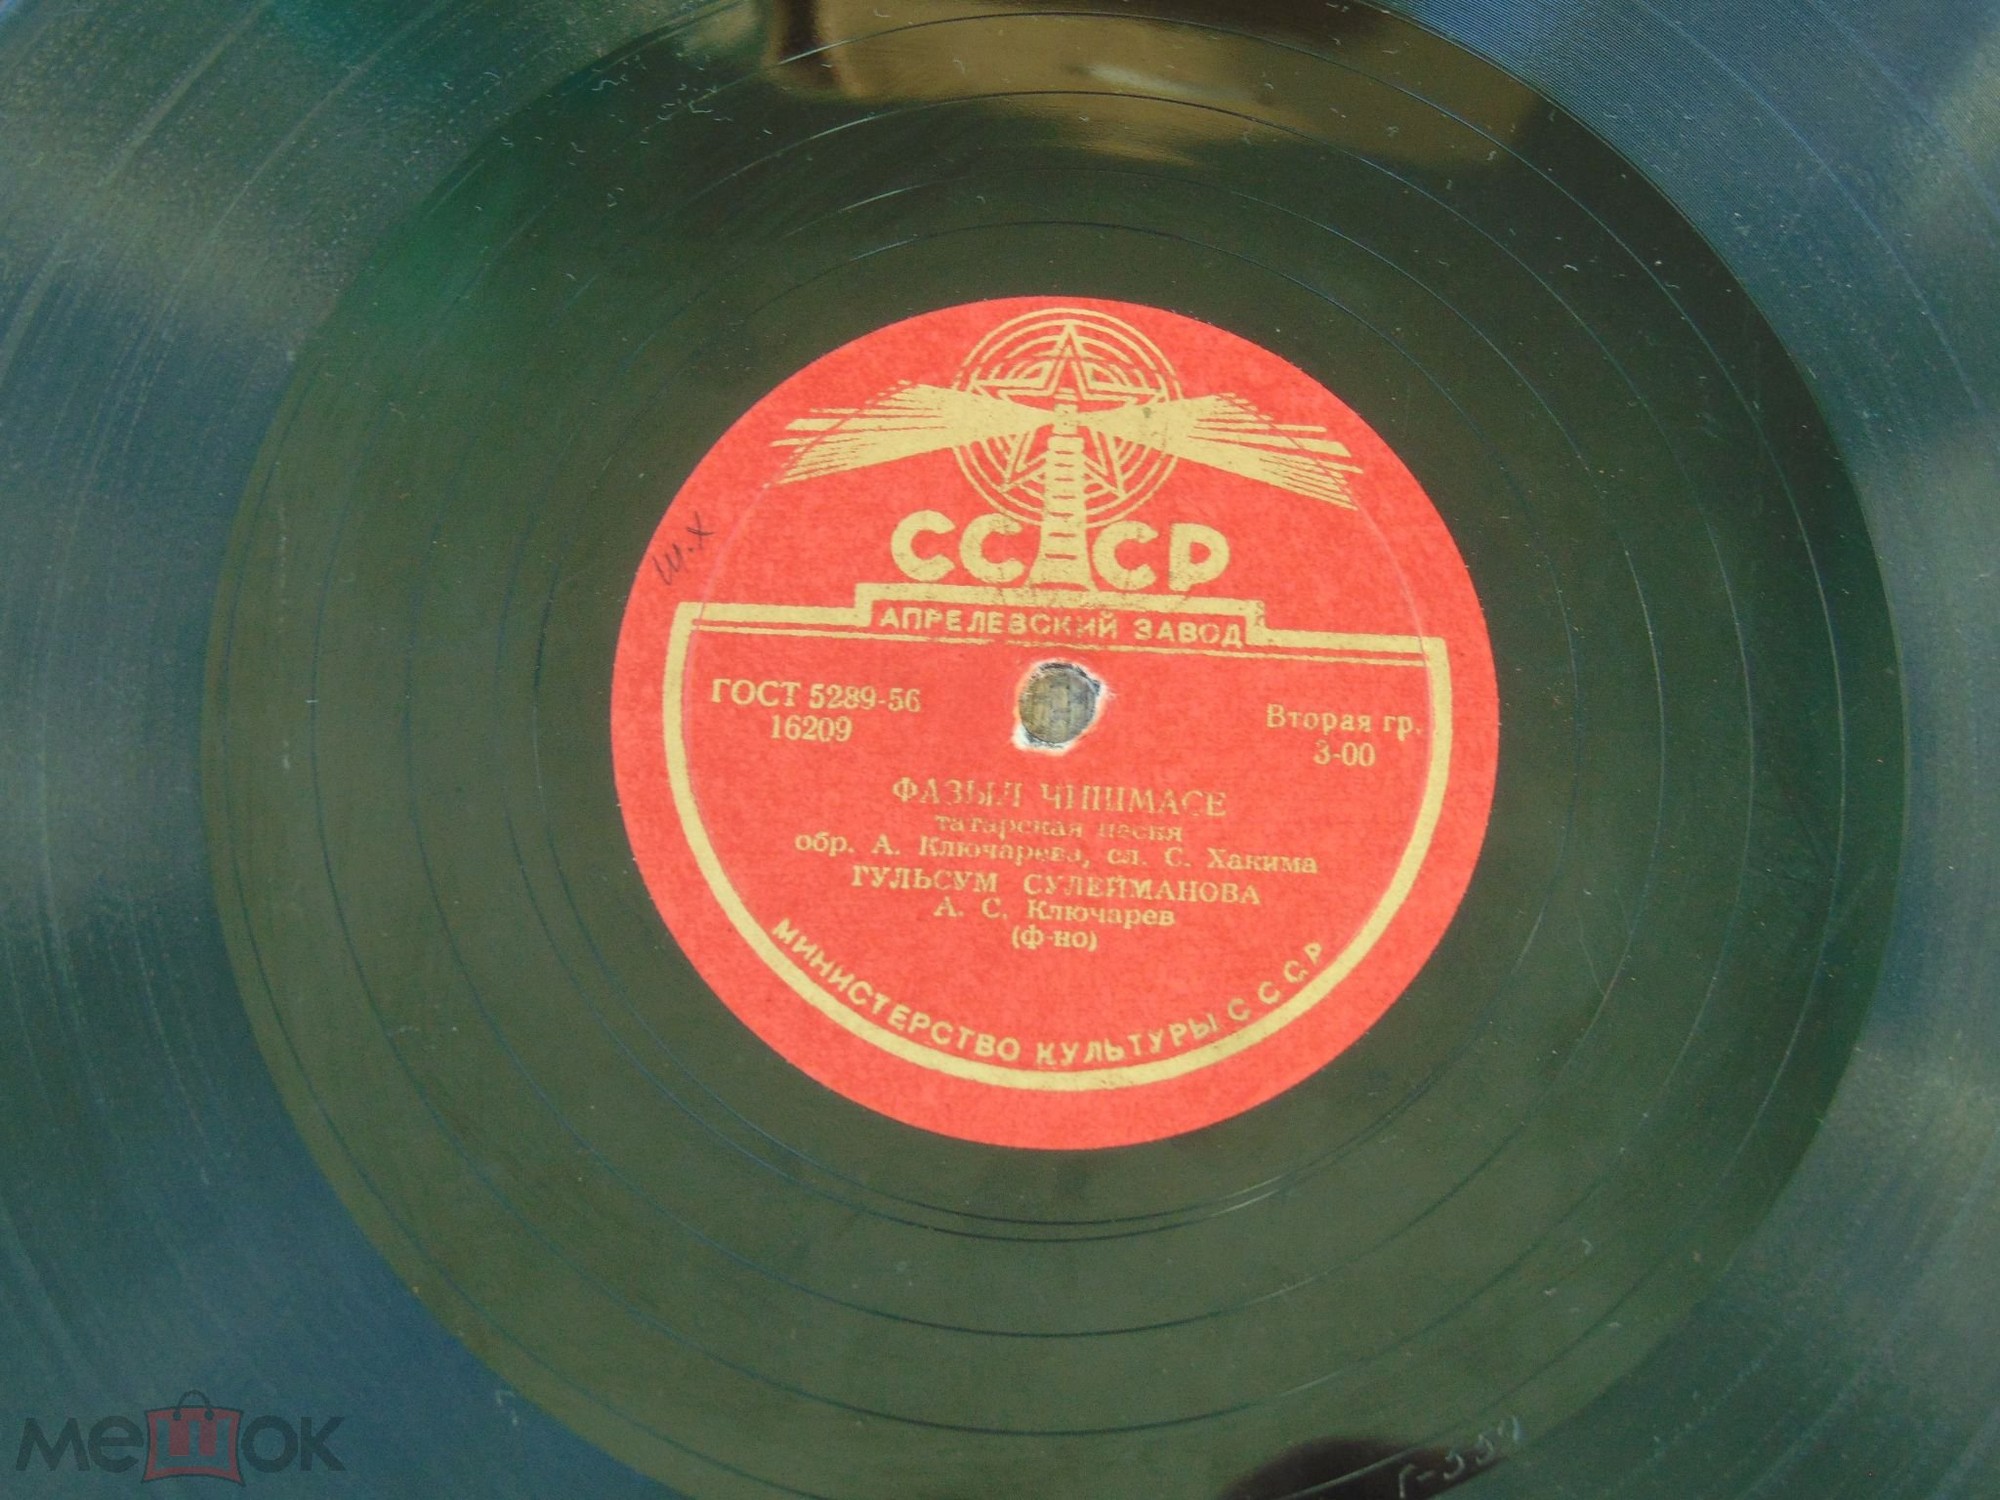 Ш.Х
СССР
АПРЕЛЕВСКИЙ ЗАВОД
ГОСТ 5289-56
16209
Вторая гр.
3-00
ФАЗЫЛ ЧИШМАСЕ
татарская песня
обр. А. Ключарева, сл. С. Хакима
ГУЛЬСУМ СУЛЕЙМАНОВА
А. С. Ключарев
(ф-но)
МИНИСТЕРСТВО КУЛЬТУРЫ СССР
мешок